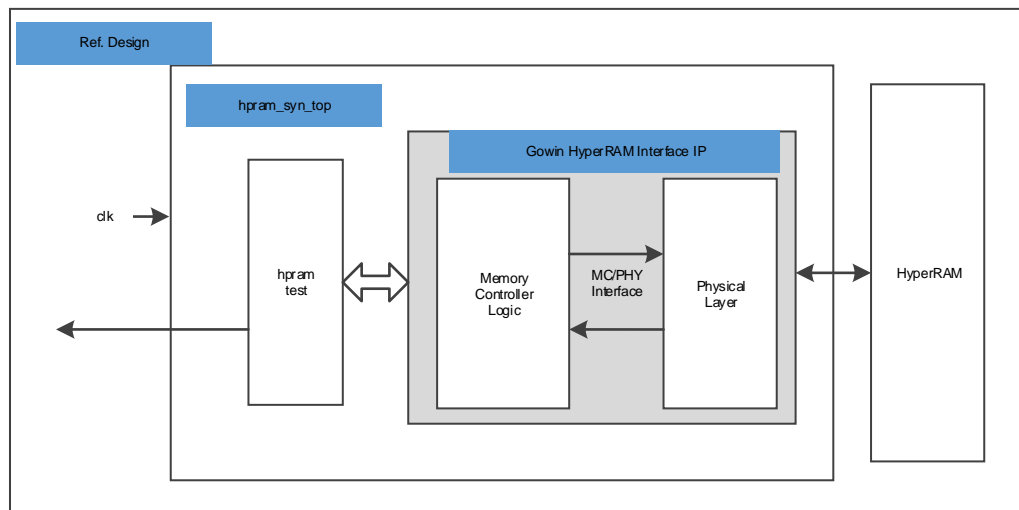 Ref. Design
hpram_syn_top
Gowin HyperRAM Interface IP
clk
hpram
test
Memory
Controller
Logic
MC/PHY
Interface
Physical
Layer
HyperRAM